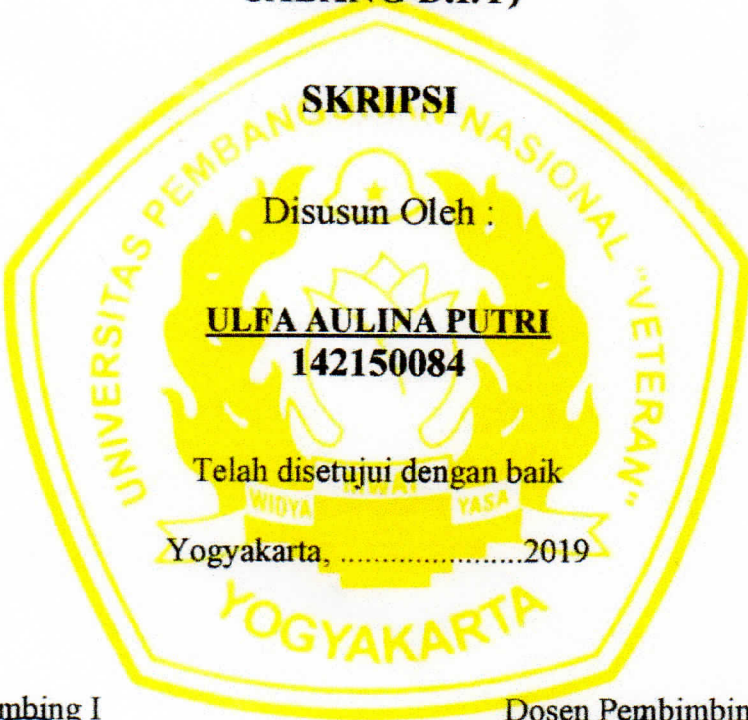 CABANG D.I.Y)
SKRIPSI
Disusun Oleh :
ULFA AULINA PUTRI
142150084
Telah disetujui dengan baik
Yogyakarta, ......................2019
UNIVERSITAS PEMBANGUNAN NASIONAL "VETERAN"
WIDYA YASA
YOGYAKARTA
mbing I
Dosen Pembimbin